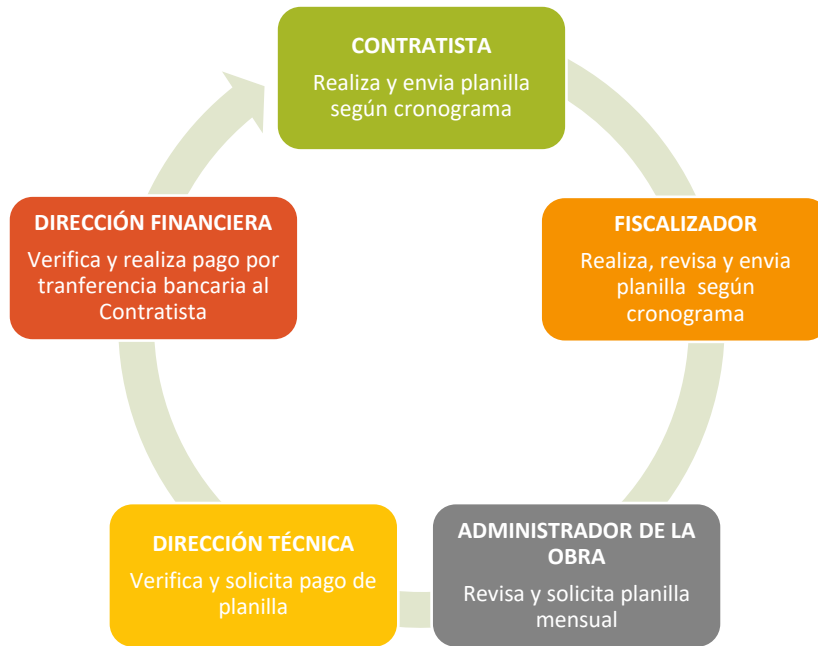 CONTRATISTA
Realiza y envia planilla
según cronograma
FISCALIZADOR
Realiza, revisa y envia
planilla según
cronograma
ADMINISTRADOR DE LA
OBRA
Revisa y solicita planilla
mensual
DIRECCIÓN TÉCNICA
Verifica y solicita pago de
planilla
DIRECCIÓN FINANCIERA
Verifica y realiza pago por
tranferencia bancaria al
Contratista